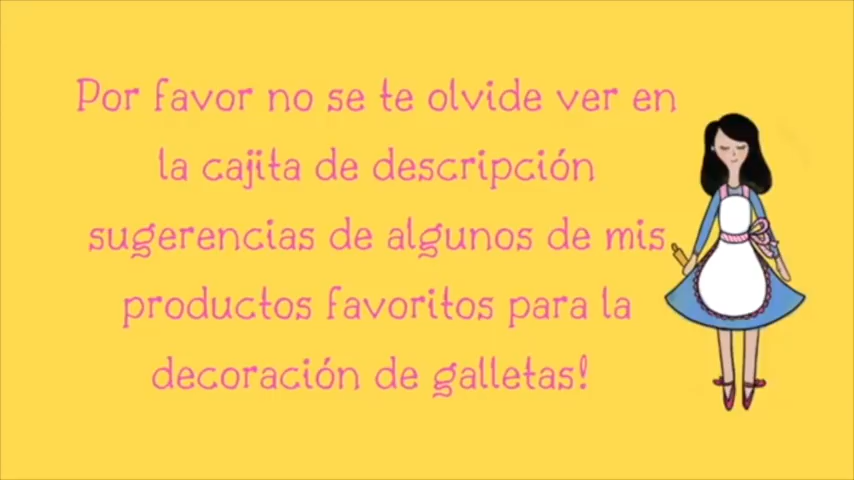 Por favor no se te olvide ver en
la cajita de descripción
sugerencias de algunos de mis
productos favoritos para la
decoración de galletas!